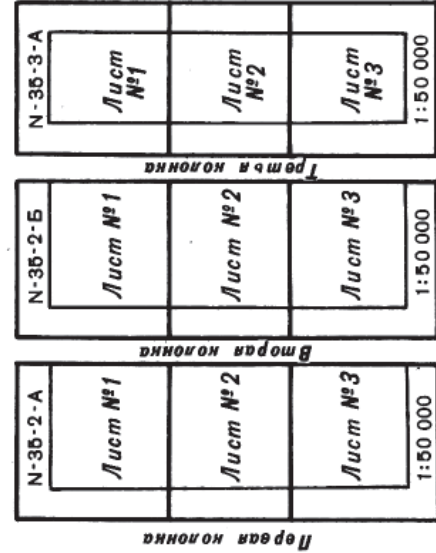 Первая колонка
N-35-2-А
Лист №1
Лист №2
Лист №3
1:50 000
Вторая колонка
N-35-2-Б
Лист №1
Лист №2
Лист №3
1:50 000
Третья колонка
N-35-3-А
Лист
№1
Лист
№2
Лист
№3
1:50 000